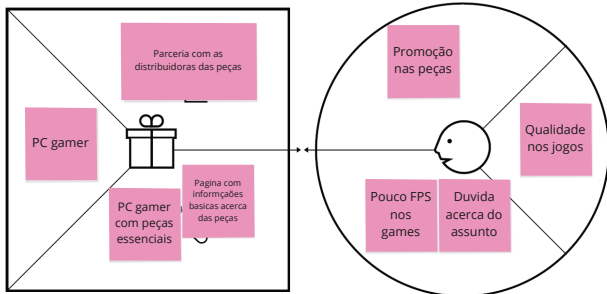 Parceria com as
distribuidoras das peças
PC gamer
PC gamer
com peças
essenciais
Pagina com
informções
basicas acerca
das peças
Promoção
nas peças
Qualidade
nos jogos
Pouco FPS
nos
games
Duvida
acerca do
assunto